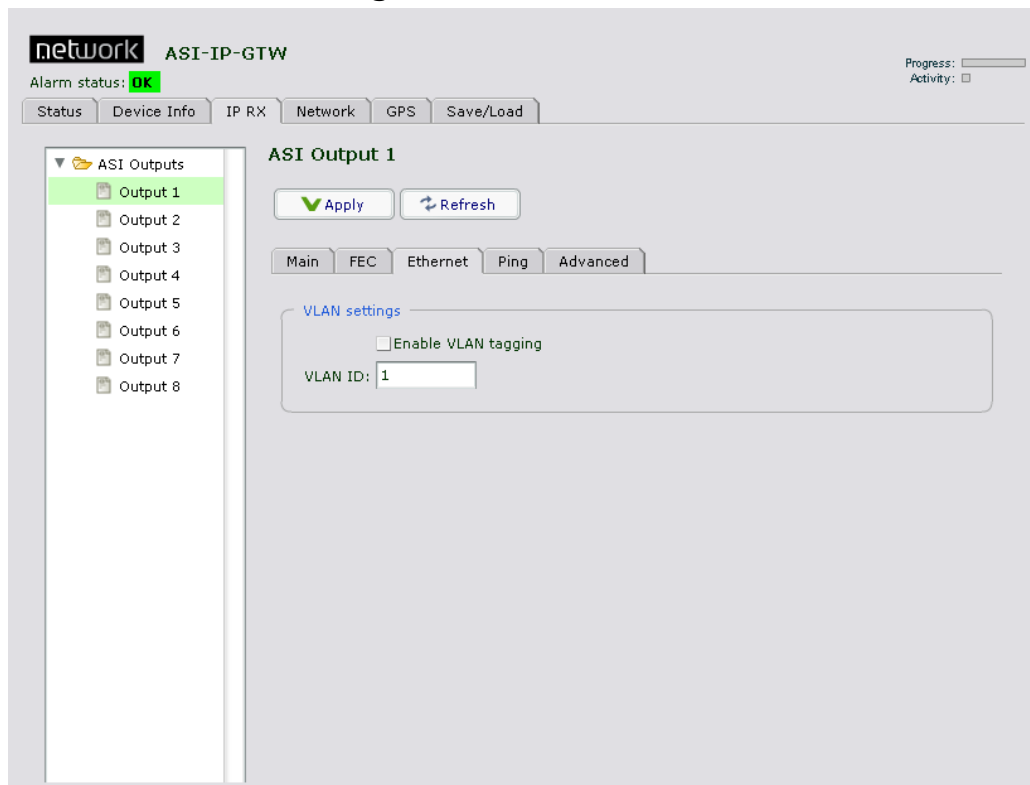 network ASI-IP-GTW
Progress:
Alarm status: OK
Activity:
Status Device Info IP RX Network GPS Save/Load
ASI Outputs
Output 1
Output 2
Output 3
Output 4
Output 5
Output 6
Output 7
Output 8
ASI Output 1
Apply Refresh
Main FEC Ethernet Ping Advanced
VLAN settings
Enable VLAN tagging
VLAN ID: 1